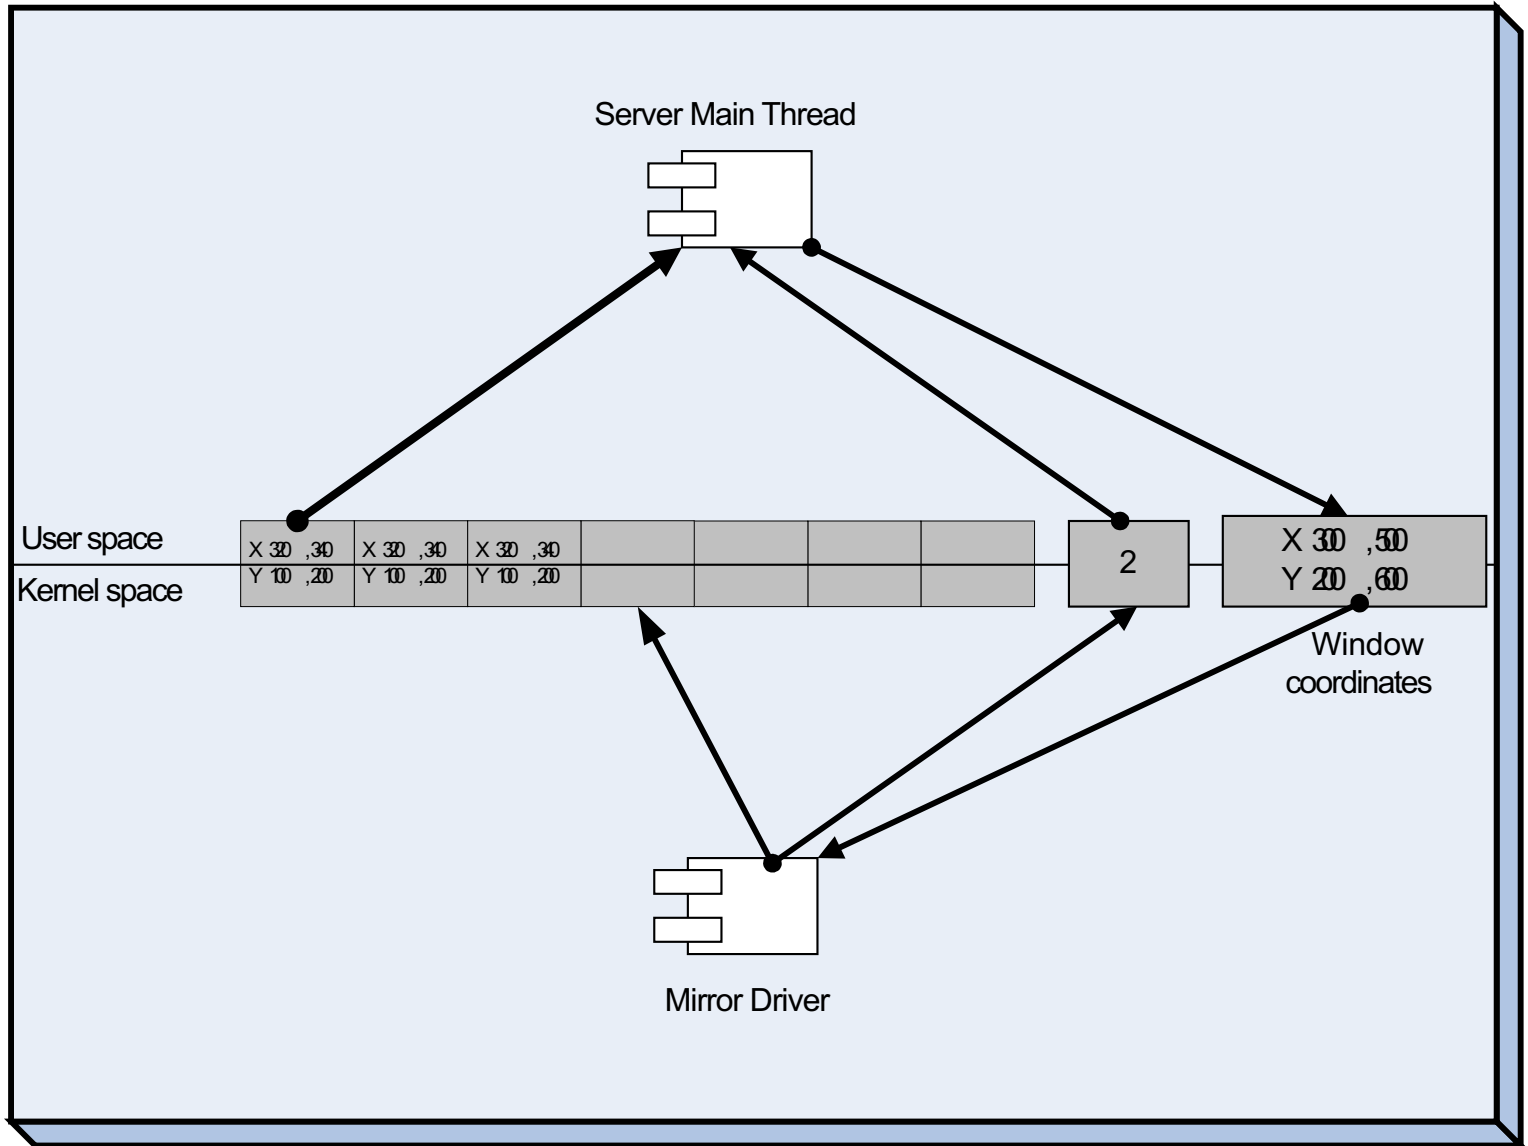 Server Main Thread
User space
Kernel space
X 320 ,340
Y 100 ,200
X 320 ,340
Y 100 ,200
X 320 ,340
Y 100 ,200
2
X 300 ,500
Y 200 ,600
Window
coordinates
Mirror Driver